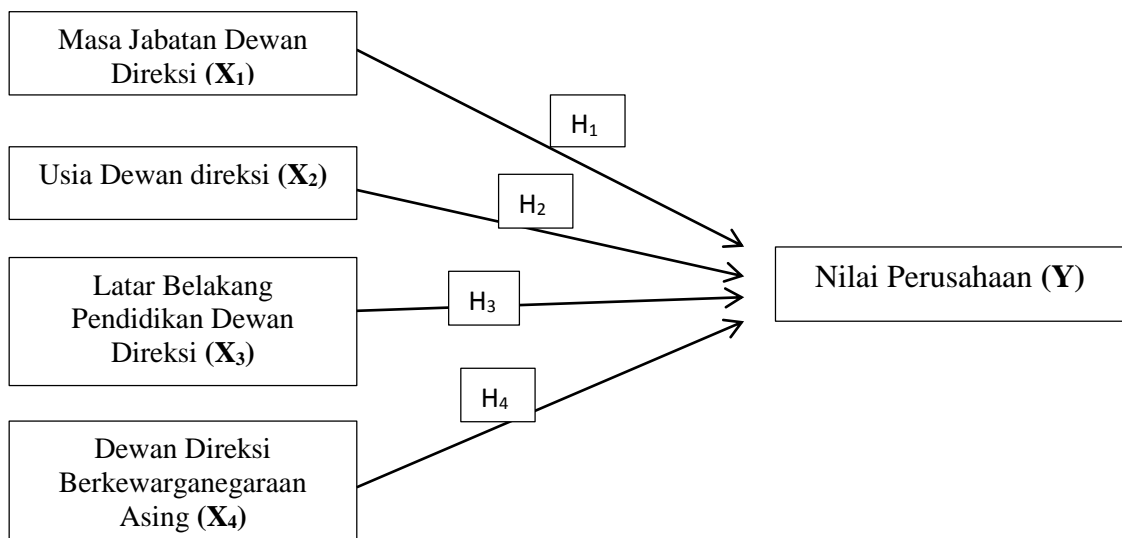 Masa Jabatan Dewan
Direksi (X₁)
H₁
Usia Dewan direksi (X₂)
H₂
Nilai Perusahaan (Y)
Latar Belakang
Pendidikan Dewan
Direksi (X₃)
H₃
H₄
Dewan Direksi
Berkewarganegaraan
Asing (X₄)